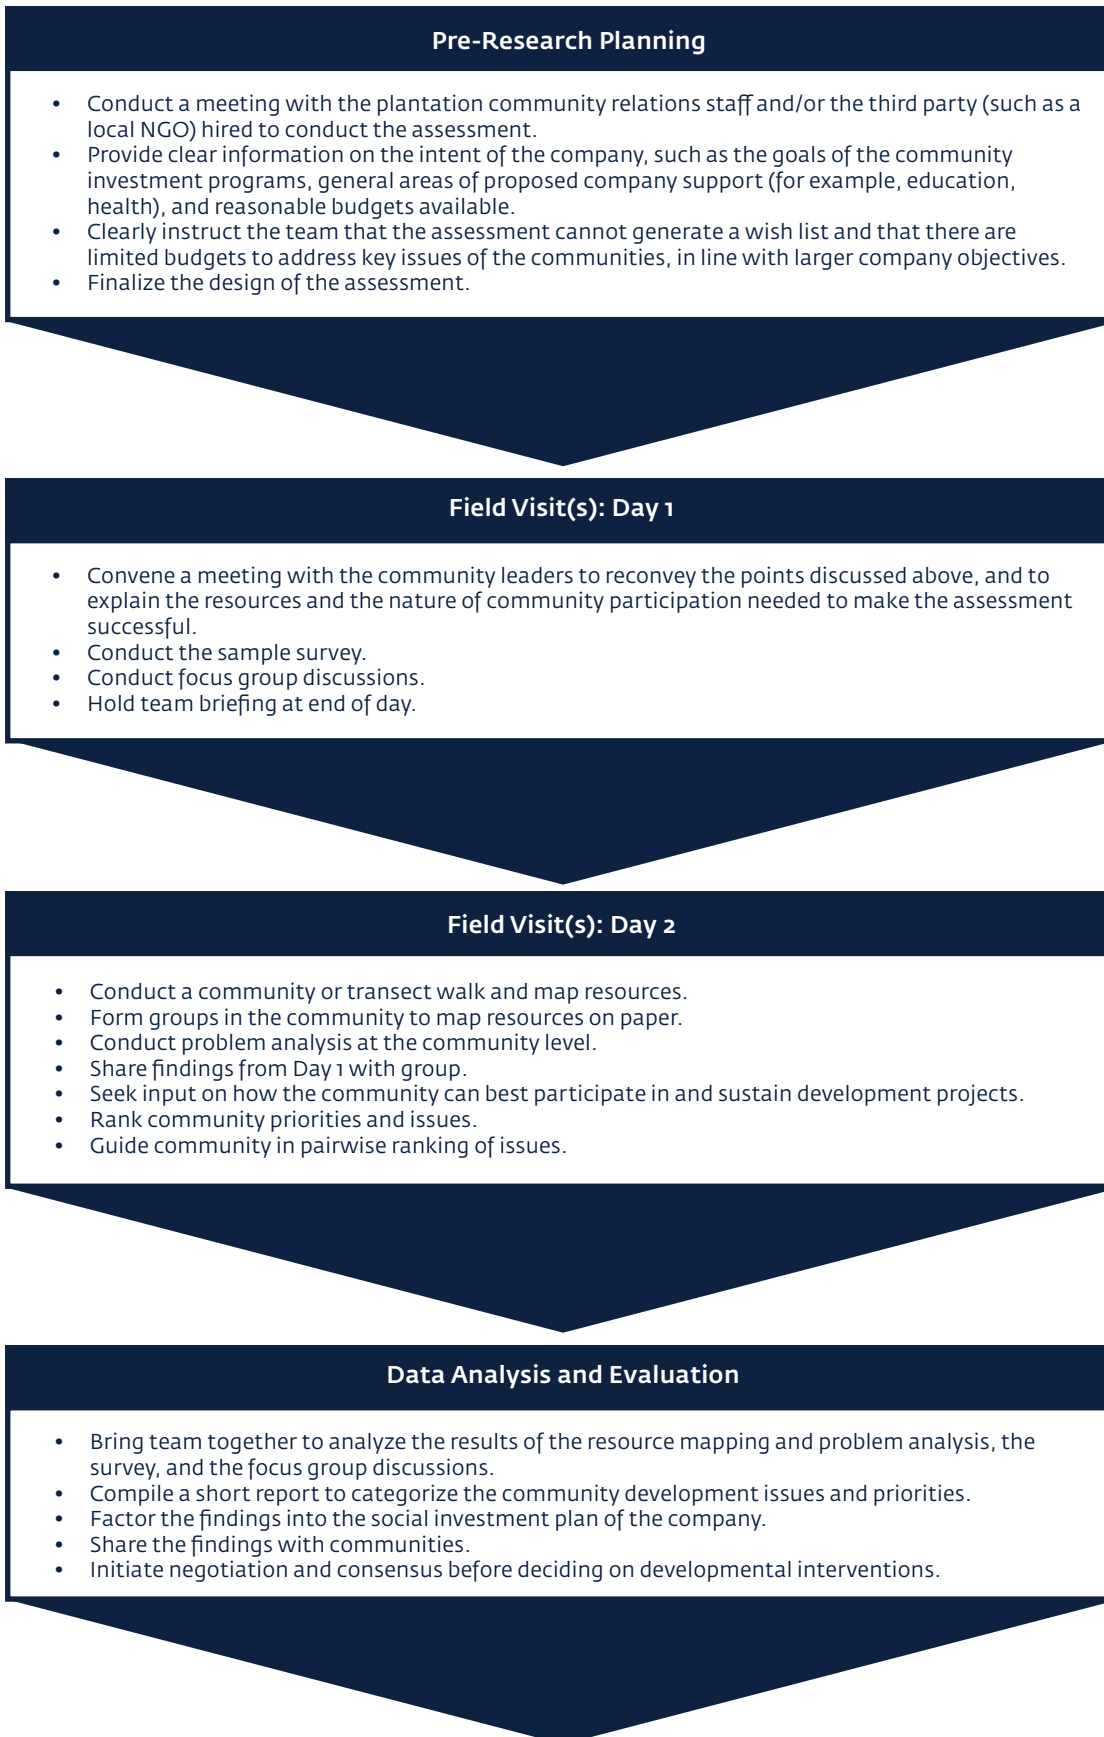 Pre-Research Planning
• Conduct a meeting with the plantation community relations staff and/or the third party (such as a
local NGO) hired to conduct the assessment.
• Provide clear information on the intent of the company, such as the goals of the community
investment programs, general areas of proposed company support (for example, education,
health), and reasonable budgets available.
• Clearly instruct the team that the assessment cannot generate a wish list and that there are
limited budgets to address key issues of the communities, in line with larger company objectives.
• Finalize the design of the assessment.
Field Visit(s): Day 1
• Convene a meeting with the community leaders to reconvey the points discussed above, and to
explain the resources and the nature of community participation needed to make the assessment
successful.
• Conduct the sample survey.
• Conduct focus group discussions.
• Hold team briefing at end of day.
Field Visit(s): Day 2
• Conduct a community or transect walk and map resources.
• Form groups in the community to map resources on paper.
• Conduct problem analysis at the community level.
• Share findings from Day 1 with group.
• Seek input on how the community can best participate in and sustain development projects.
• Rank community priorities and issues.
• Guide community in pairwise ranking of issues.
Data Analysis and Evaluation
• Bring team together to analyze the results of the resource mapping and problem analysis, the
survey, and the focus group discussions.
• Compile a short report to categorize the community development issues and priorities.
• Factor the findings into the social investment plan of the company.
• Share the findings with communities.
• Initiate negotiation and consensus before deciding on developmental interventions.